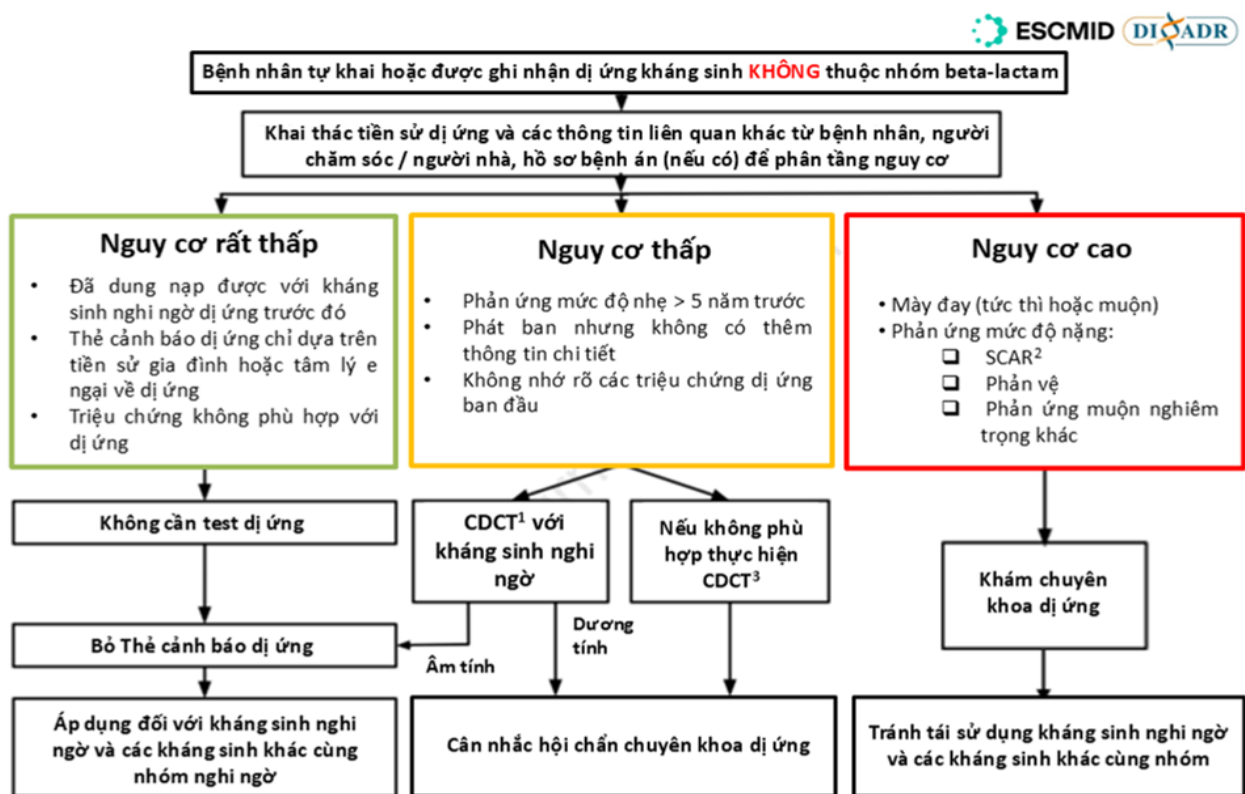 ESCMID DI ADR
Bệnh nhân tự khai hoặc được ghi nhận dị ứng kháng sinh KHÔNG thuộc nhóm beta-lactam
Khai thác tiền sử dị ứng và các thông tin liên quan khác từ bệnh nhân, người
chăm sóc / người nhà, hồ sơ bệnh án (nếu có) để phân tầng nguy cơ
Nguy cơ rất thấp
• Đã dung nạp được với kháng
sinh nghi ngờ dị ứng trước đó
• Thẻ cảnh báo dị ứng chỉ dựa trên
tiền sử gia đình hoặc tâm lý e
ngại về dị ứng
• Triệu chứng không phù hợp với
dị ứng
Nguy cơ thấp
• Phản ứng mức độ nhẹ > 5 năm trước
• Phát ban nhưng không có thêm
thông tin chi tiết
• Không nhớ rõ các triệu chứng dị ứng
ban đầu
Nguy cơ cao
• Mày đay (tức thì hoặc muộn)
• Phản ứng mức độ nặng:
❑ SCAR²
❑ Phản vệ
❑ Phản ứng muộn nghiêm
trọng khác
Không cần test dị ứng
CDCT¹ với
kháng sinh nghi
ngờ
Nếu không phù
hợp thực hiện
CDCT³
Khám chuyên
khoa dị ứng
Bỏ Thẻ cảnh báo dị ứng
Âm tính
Dương
tính
Áp dụng đối với kháng sinh nghi
ngờ và các kháng sinh khác cùng
nhóm nghi ngờ
Cân nhắc hội chẩn chuyên khoa dị ứng
Tránh tái sử dụng kháng sinh nghi ngờ
và các kháng sinh khác cùng nhóm